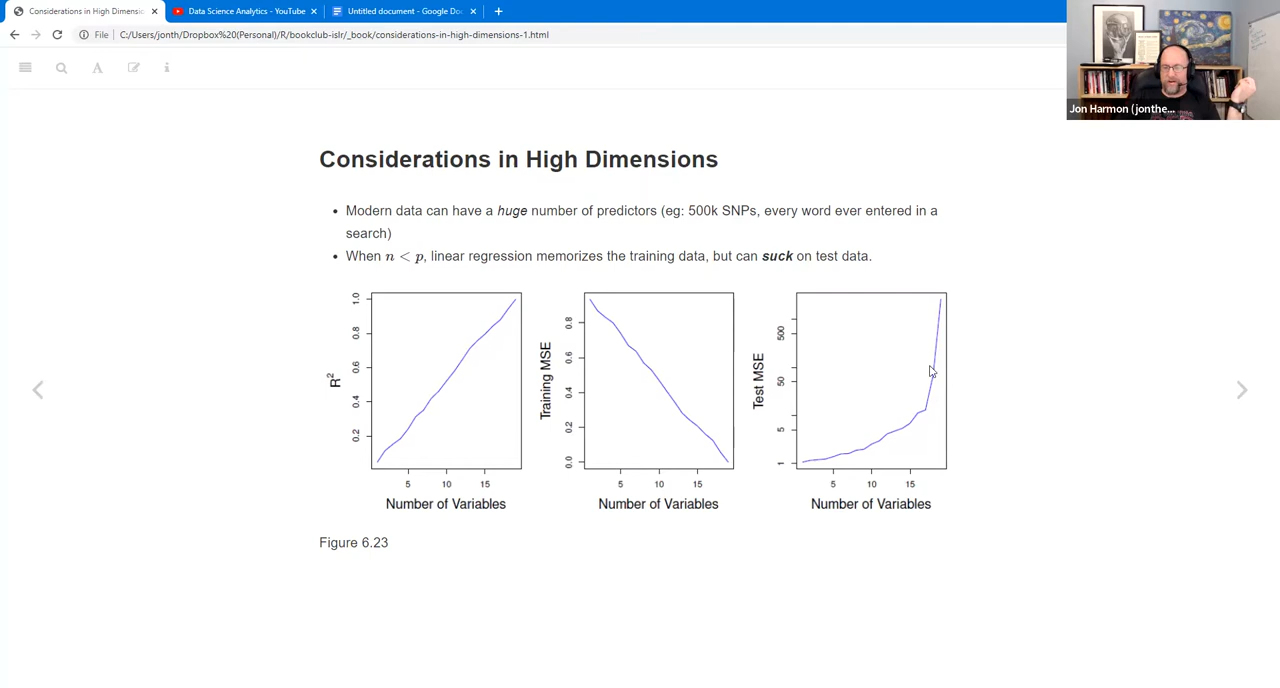 Considerations in High Dimensi
Data Science Analytics - YouTube
Untitled document - Google Doc
File
C:/Users/jonth/Dropbox%20(Personal)/R/bookclub-islr/_book/considerations-in-high-dimensions-1.html
Jon Harmon (jonthe...
Considerations in High Dimensions
• Modern data can have a huge number of predictors (eg: 500k SNPs, every word ever entered in a
search)
• When n < p, linear regression memorizes the training data, but can suck on test data.
R²
0.2 0.4 0.6 0.8 1.0
5 10 15
Number of Variables
Training MSE
0.0 0.2 0.4 0.6 0.8
5 10 15
Number of Variables
Test MSE
1 5 50 500
5 10 15
Number of Variables
Figure 6.23